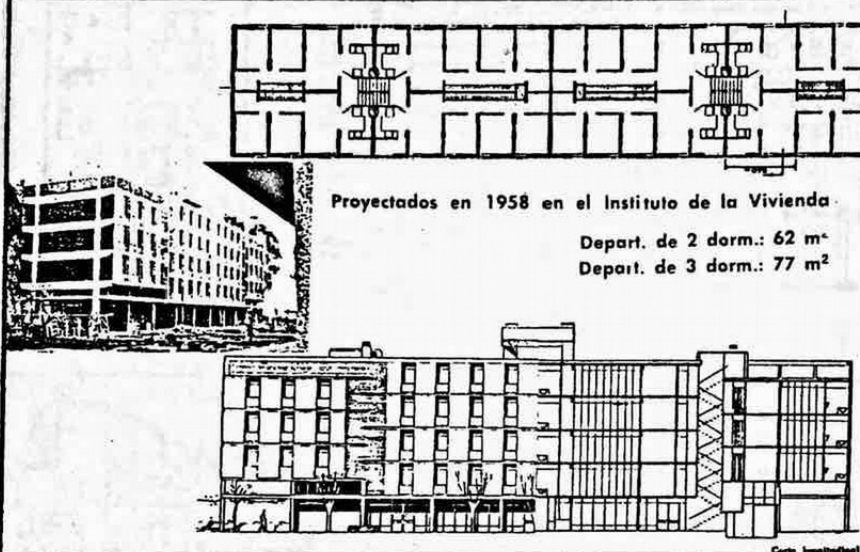 Proyectados en 1958 en el Instituto de la Vivienda
Depart. de 2 dorm.: 62 m²
Depart. de 3 dorm.: 77 m²